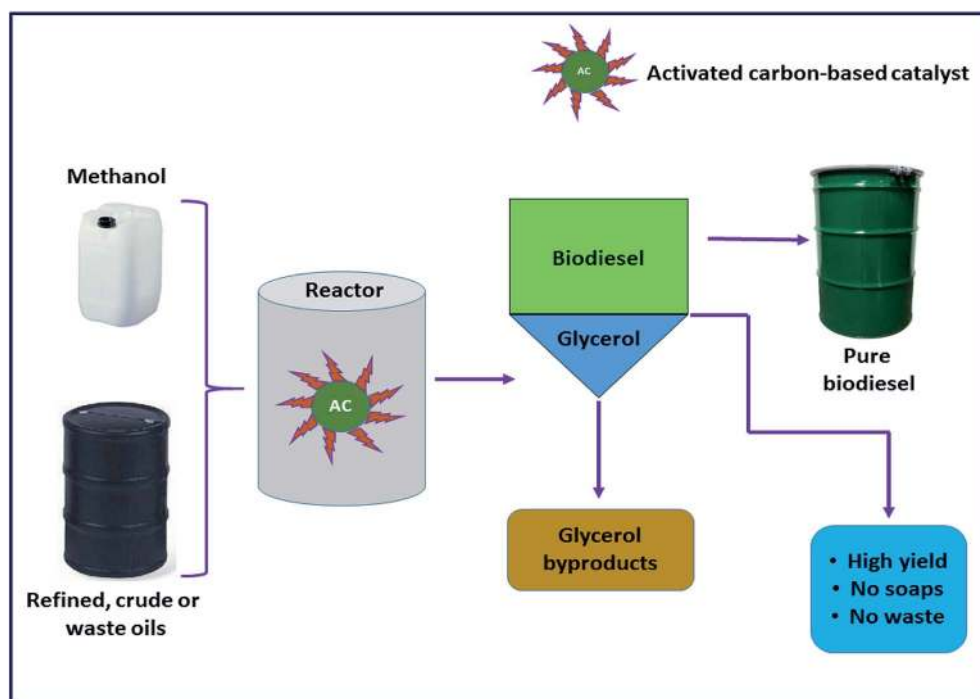 AC
Activated carbon-based catalyst
Methanol
Reactor
AC
Refined, crude or
waste oils
Biodiesel
Glycerol
Pure
biodiesel
Glycerol
byproducts
• High yield
• No soaps
• No waste